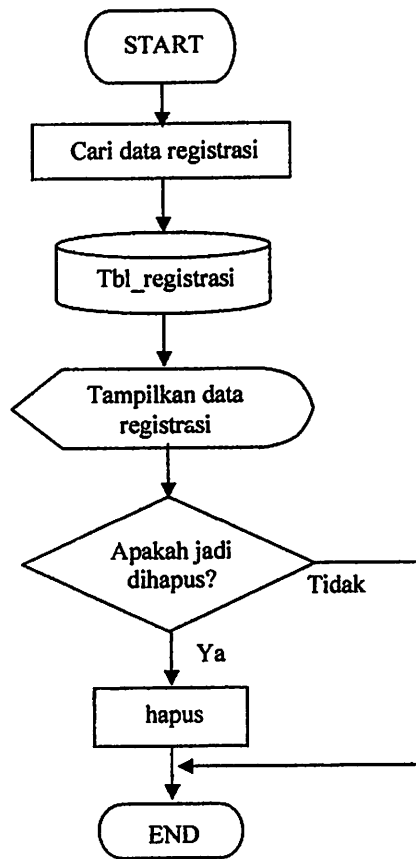 START
Cari data registrasi
Tbl_registrasi
Tampilkan data
registrasi
Apakah jadi
dihapus?
Tidak
Ya
hapus
END